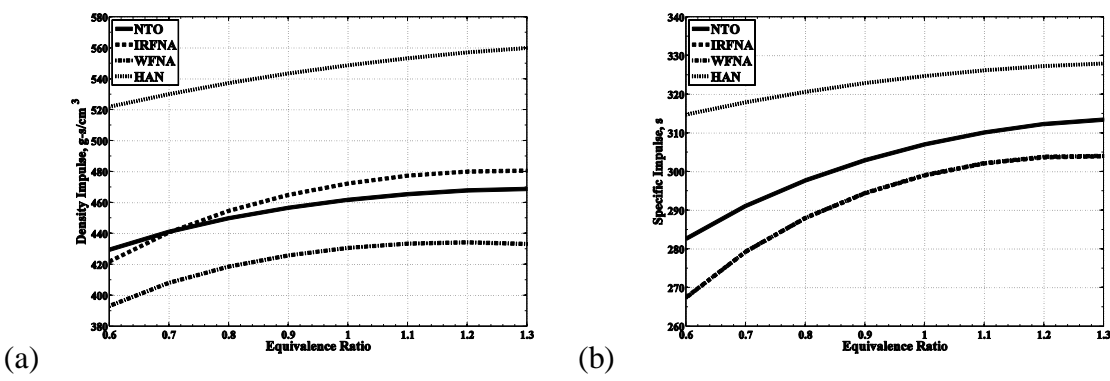 580
560
540
520
500
480
460
440
420
400
380
Density Impulse, g-s/cm³
NTO
IRFNA
WFNA
HAN
0.6 0.7 0.8 0.9 1 1.1 1.2 1.3
Equivalence Ratio
(a)
340
330
320
310
300
290
280
270
260
Specific Impulse, s
NTO
IRFNA
WFNA
HAN
0.6 0.7 0.8 0.9 1 1.1 1.2 1.3
Equivalence Ratio
(b)